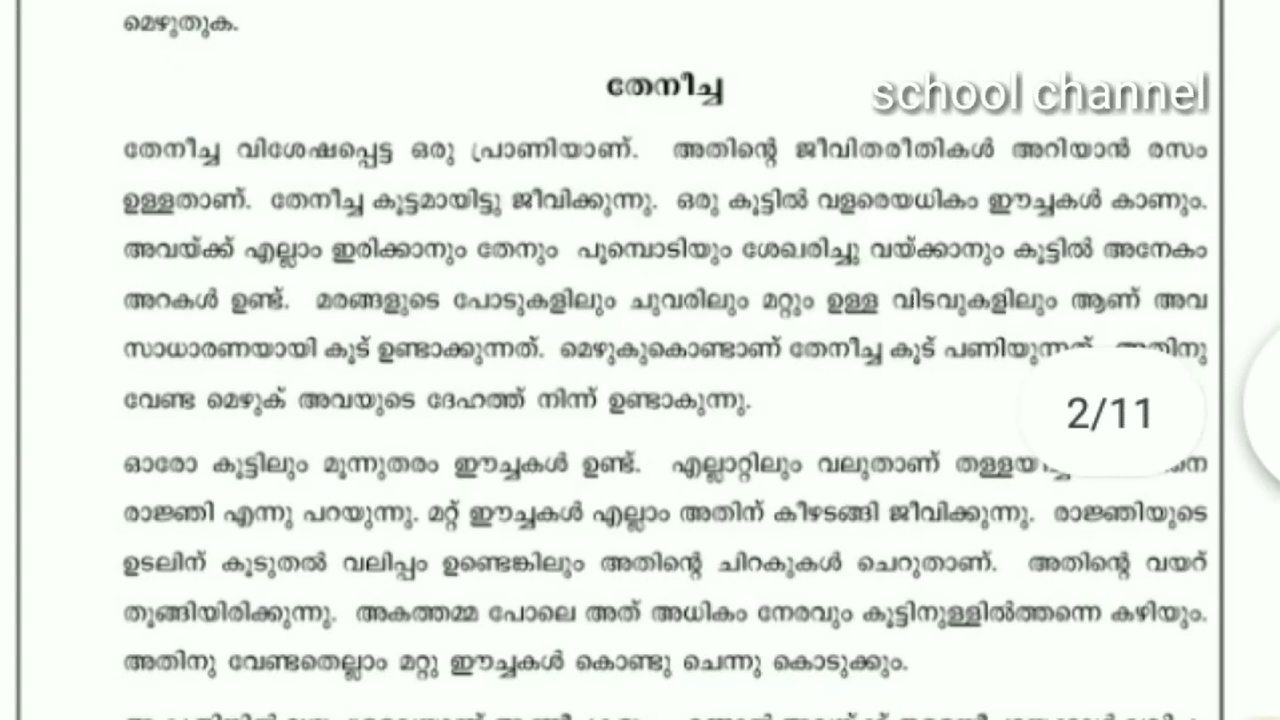 മെഴുതുക.
തേനീച്ച
school channel
തേനീച്ച വിശേഷപ്പെട്ട ഒരു പ്രാണിയാണ്. അതിന്റെ ജീവിതരീതികൾ അറിയാൻ രസം
ഉള്ളതാണ്. തേനീച്ച കൂട്ടമായിട്ടു ജീവിക്കുന്നു. ഒരു കൂട്ടിൽ വളരെയധികം ഈച്ചകൾ കാണും.
അവയ്ക്ക് എല്ലാം ഇരിക്കാനും തേനും പൂമ്പൊടിയും ശേഖരിച്ചു വയ്ക്കാനും കൂട്ടിൽ അനേകം
അറകൾ ഉണ്ട്. മരങ്ങളുടെ പോടുകളിലും ചുവരിലും മറ്റും ഉള്ള വിടവുകളിലും ആണ് അവ
സാധാരണയായി കൂട് ഉണ്ടാക്കുന്നത്. മെഴുകുകൊണ്ടാണ് തേനീച്ച കൂട് പണിയുന്നത്. അതിനു
വേണ്ട മെഴുക് അവയുടെ ദേഹത്ത് നിന്ന് ഉണ്ടാകുന്നു.
2/11
ഓരോ കൂട്ടിലും മൂന്നുതരം ഈച്ചകൾ ഉണ്ട്. എല്ലാറ്റിലും വലുതാണ്
രാജ്ഞി എന്നു പറയുന്നു. മറ്റ് ഈച്ചകൾ എല്ലാം അതിന് കീഴടങ്ങി ജീവിക്കുന്നു. രാജ്ഞിയുടെ
ഉടലിന് കൂടുതൽ വലിപ്പം ഉണ്ടെങ്കിലും അതിന്റെ ചിറകുകൾ ചെറുതാണ്. അതിന്റെ വയറ്
തൂങ്ങിയിരിക്കുന്നു. അകത്തമ്മ പോലെ അത് അധികം നേരവും കൂട്ടിനുള്ളിൽത്തന്നെ കഴിയും.
അതിനു വേണ്ടതെല്ലാം മറ്റു ഈച്ചകൾ കൊണ്ടു ചെന്നു കൊടുക്കും.